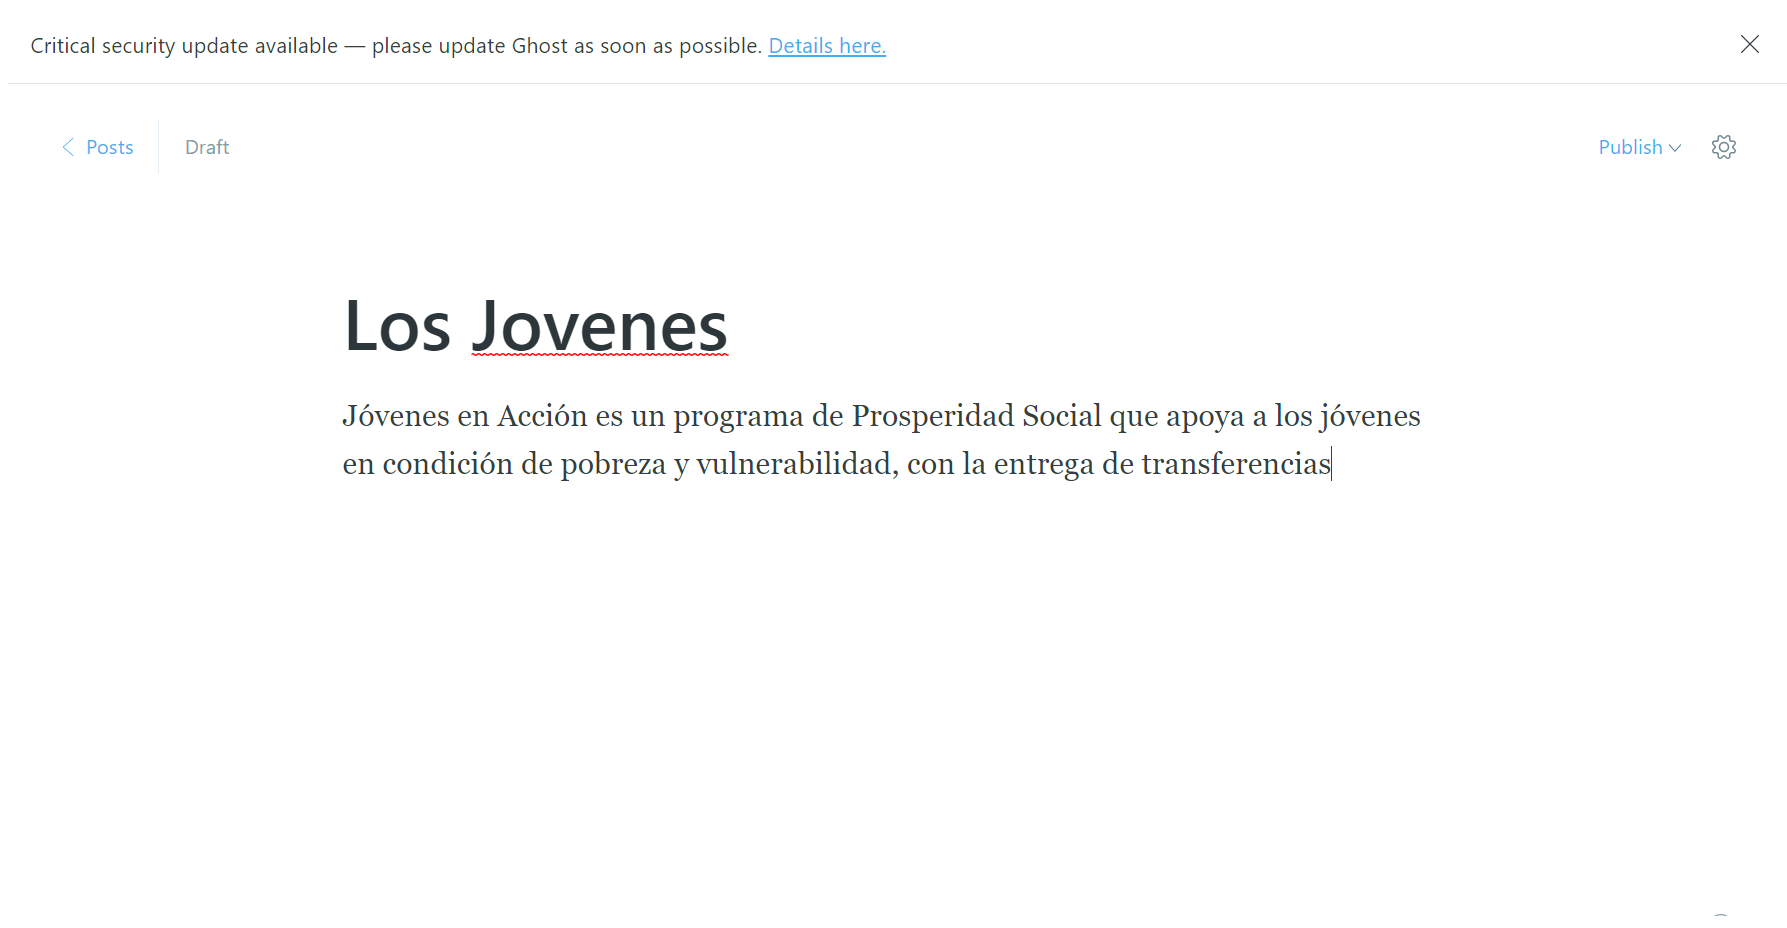 Critical security update available — please update Ghost as soon as possible. Details here.
Posts
Draft
Publish
Los Jovenes
Jóvenes en Acción es un programa de Prosperidad Social que apoya a los jóvenes
en condición de pobreza y vulnerabilidad, con la entrega de transferencias